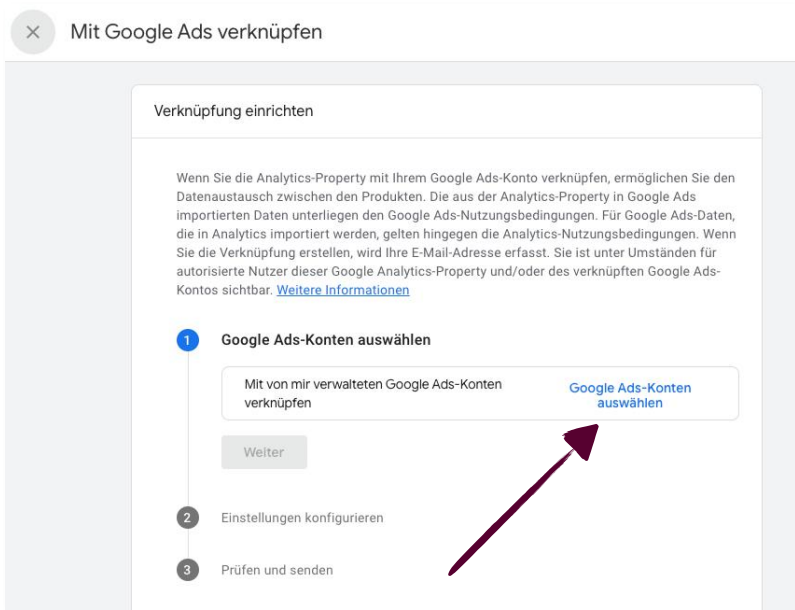 Mit Google Ads verknüpfen
Verknüpfung einrichten
Wenn Sie die Analytics-Property mit Ihrem Google Ads-Konto verknüpfen, ermöglichen Sie den
Datenaustausch zwischen den Produkten. Die aus der Analytics-Property in Google Ads
importierten Daten unterliegen den Google Ads-Nutzungsbedingungen. Für Google Ads-Daten,
die in Analytics importiert werden, gelten hingegen die Analytics-Nutzungsbedingungen. Wenn
Sie die Verknüpfung erstellen, wird Ihre E-Mail-Adresse erfasst. Sie ist unter Umständen für
autorisierte Nutzer dieser Google Analytics-Property und/oder des verknüpften Google Ads-
Kontos sichtbar. Weitere Informationen
1 Google Ads-Konten auswählen
Mit von mir verwalteten Google Ads-Konten
verknüpfen
Google Ads-Konten
auswählen
Weiter
2 Einstellungen konfigurieren
3 Prüfen und senden